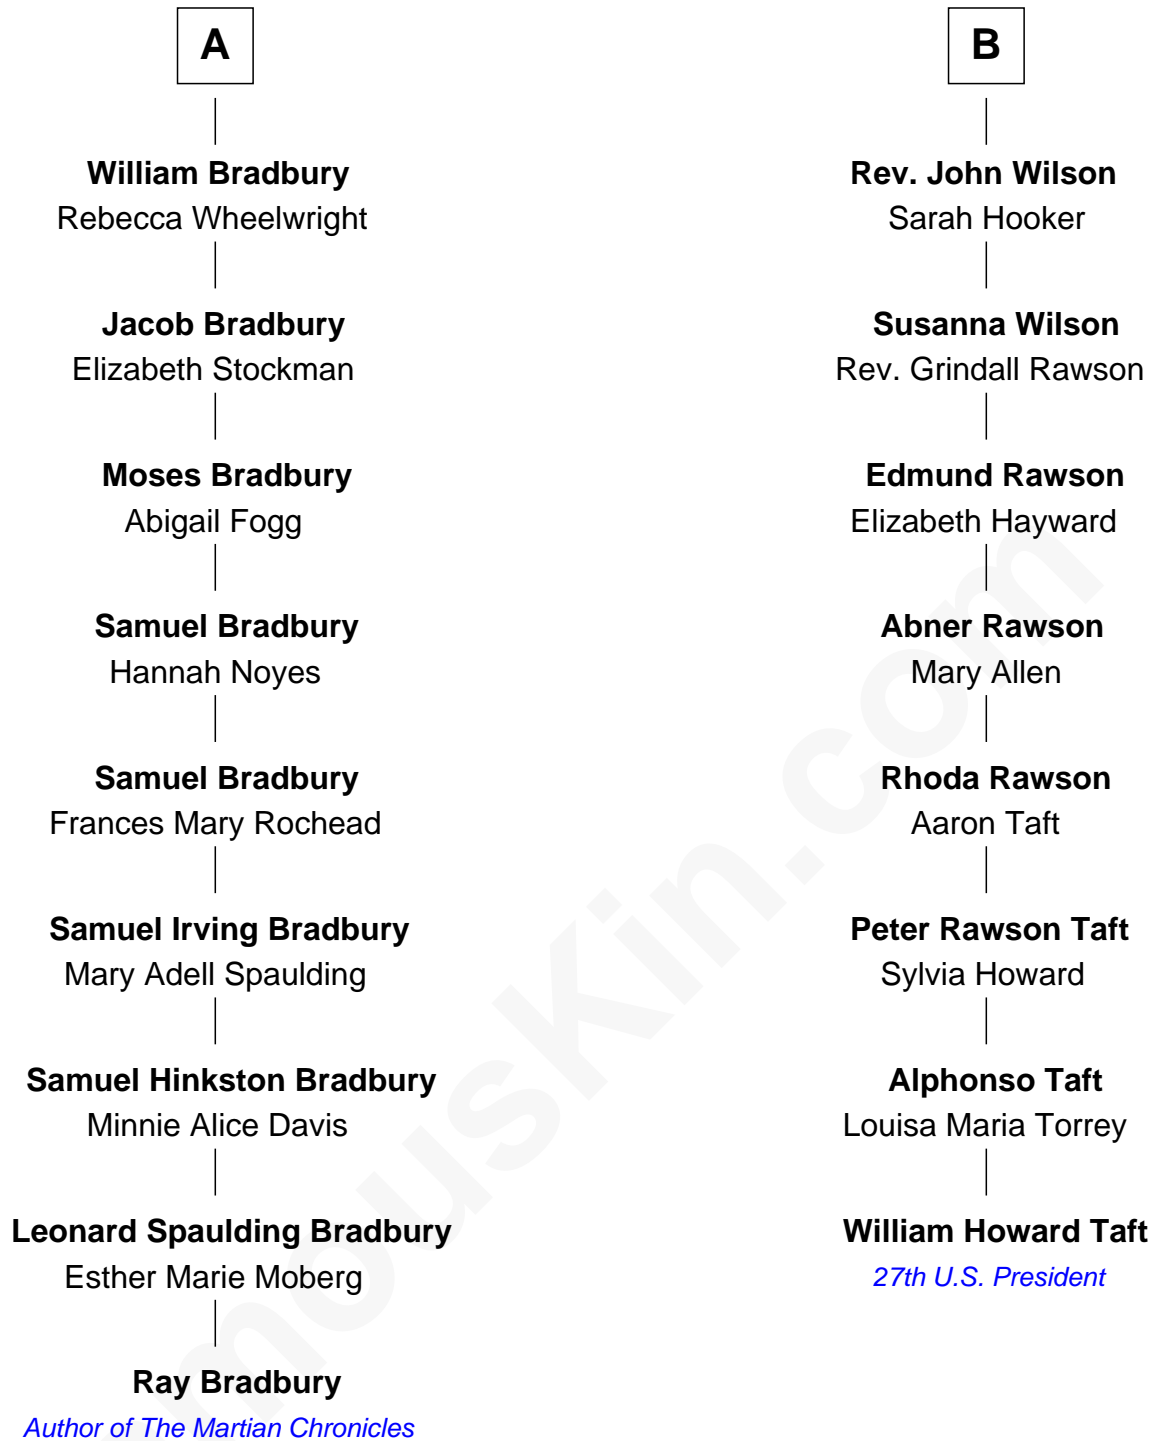 A
William Bradbury
Rebecca Wheelwright
Jacob Bradbury
Elizabeth Stockman
Moses Bradbury
Abigail Fogg
Samuel Bradbury
Hannah Noyes
Samuel Bradbury
Frances Mary Rochead
Samuel Irving Bradbury
Mary Adell Spaulding
Samuel Hinkston Bradbury
Minnie Alice Davis
Leonard Spaulding Bradbury
Esther Marie Moberg
Ray Bradbury
Author of The Martian Chronicles
B
Rev. John Wilson
Sarah Hooker
Susanna Wilson
Rev. Grindall Rawson
Edmund Rawson
Elizabeth Hayward
Abner Rawson
Mary Allen
Rhoda Rawson
Aaron Taft
Peter Rawson Taft
Sylvia Howard
Alphonso Taft
Louisa Maria Torrey
William Howard Taft
27th U.S. President
mousKin.com